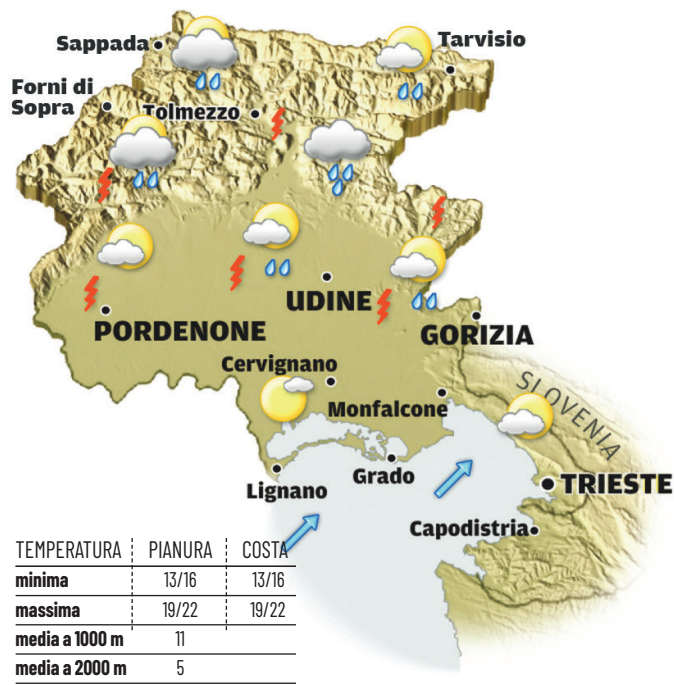 Sappada
Tarvisio
Forni di
Sopra
Tolmezzo
UDINE
PORDENONE
GORIZIA
Cervignano
Monfalcone
SLOVENIA
Grado
Lignano
TRIESTE
Capodistria
TEMPERATURA PIANURA COSTA
minima 13/16 13/16
massima 19/22 19/22
media a 1000 m 11
media a 2000 m 5